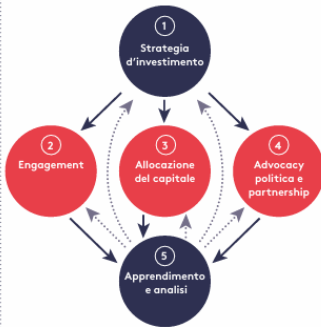 1
Strategia
d'investimento
2
Engagement
3
Allocazione
del capitale
4
Advocacy
politica e
partnership
5
Apprendimento
e analisi